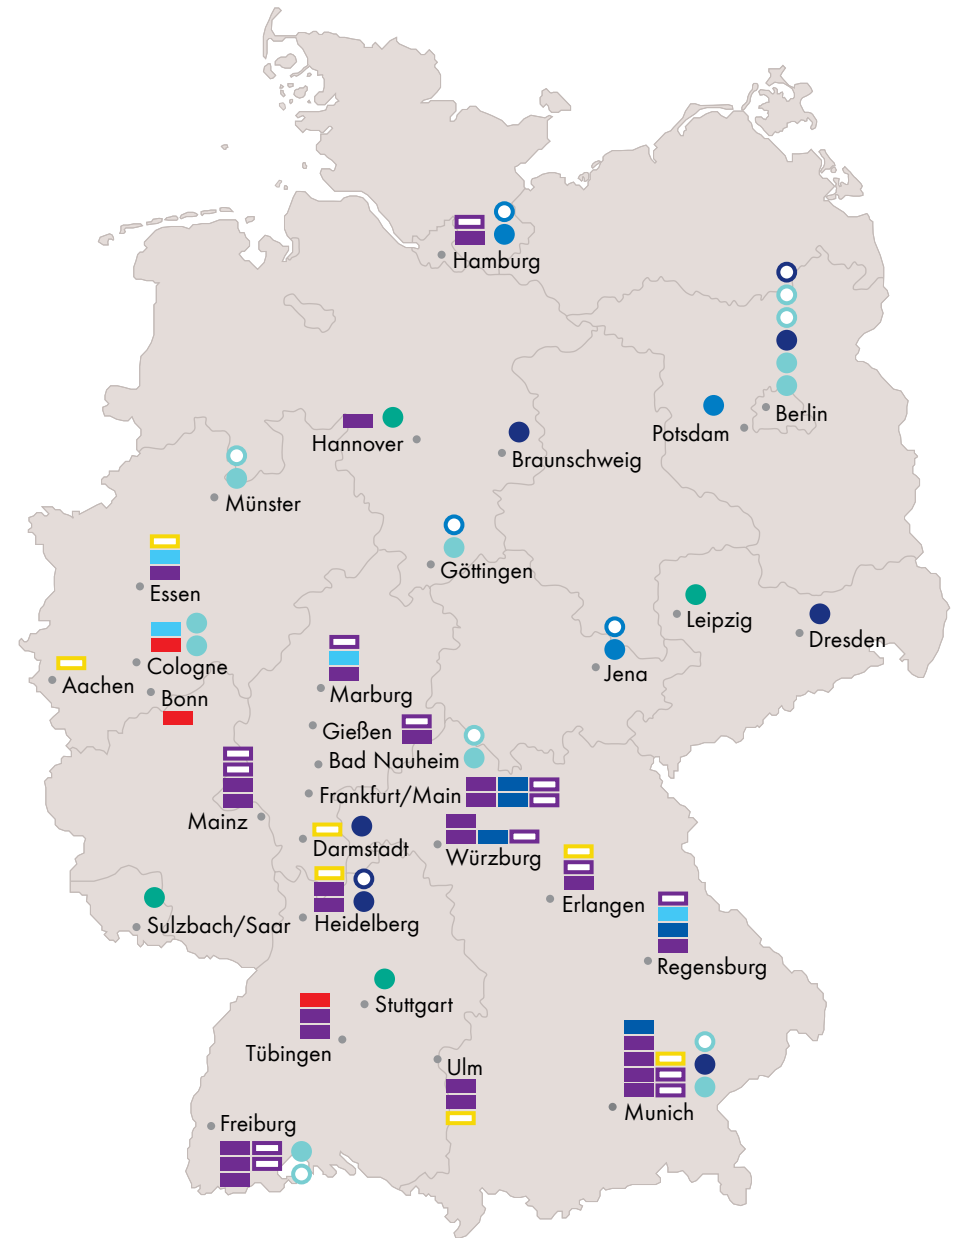 Hamburg
Berlin
Potsdam
Hannover
Braunschweig
Münster
Göttingen
Essen
Leipzig
Dresden
Cologne
Jena
Aachen
Marburg
Bonn
Gießen
Bad Nauheim
Frankfurt/Main
Mainz
Darmstadt
Würzburg
Erlangen
Heidelberg
Sulzbach/Saar
Regensburg
Stuttgart
Tübingen
Ulm
Munich
Freiburg